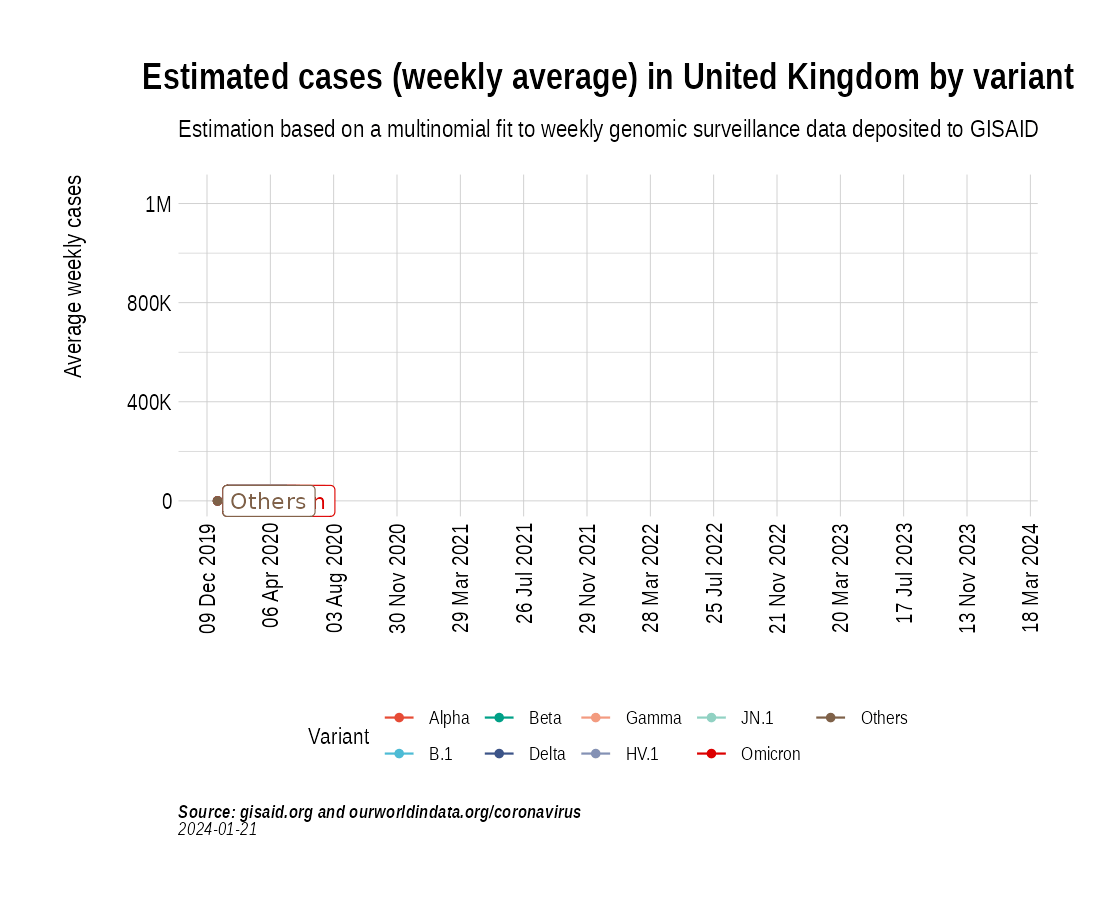 Estimated cases (weekly average) in United Kingdom by variant
Estimation based on a multinomial fit to weekly genomic surveillance data deposited to GISAID
Average weekly cases
1M
800K
400K
0
Others
n
09 Dec 2019
06 Apr 2020
03 Aug 2020
30 Nov 2020
29 Mar 2021
26 Jul 2021
29 Nov 2021
28 Mar 2022
25 Jul 2022
21 Nov 2022
20 Mar 2023
17 Jul 2023
13 Nov 2023
18 Mar 2024
Variant
Alpha
Beta
Gamma
JN.1
Others
B.1
Delta
HV.1
Omicron
Source: gisaid.org and ourworldindata.org/coronavirus
2024-01-21